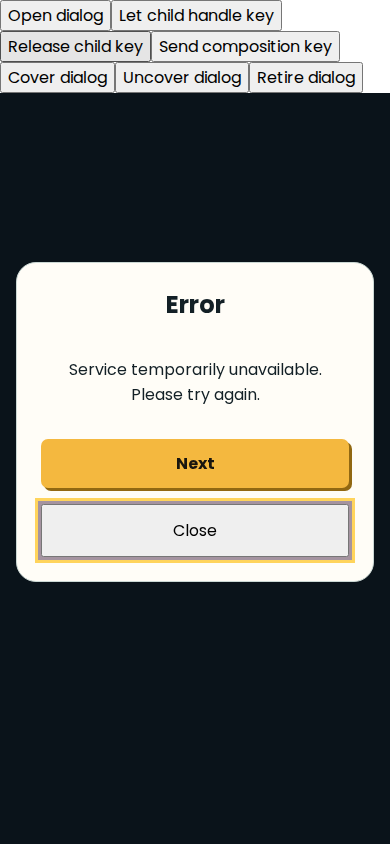 Open dialog Let child handle key
Release child key Send composition key
Cover dialog Uncover dialog Retire dialog
Error
Service temporarily unavailable.
Please try again.
Next
Close